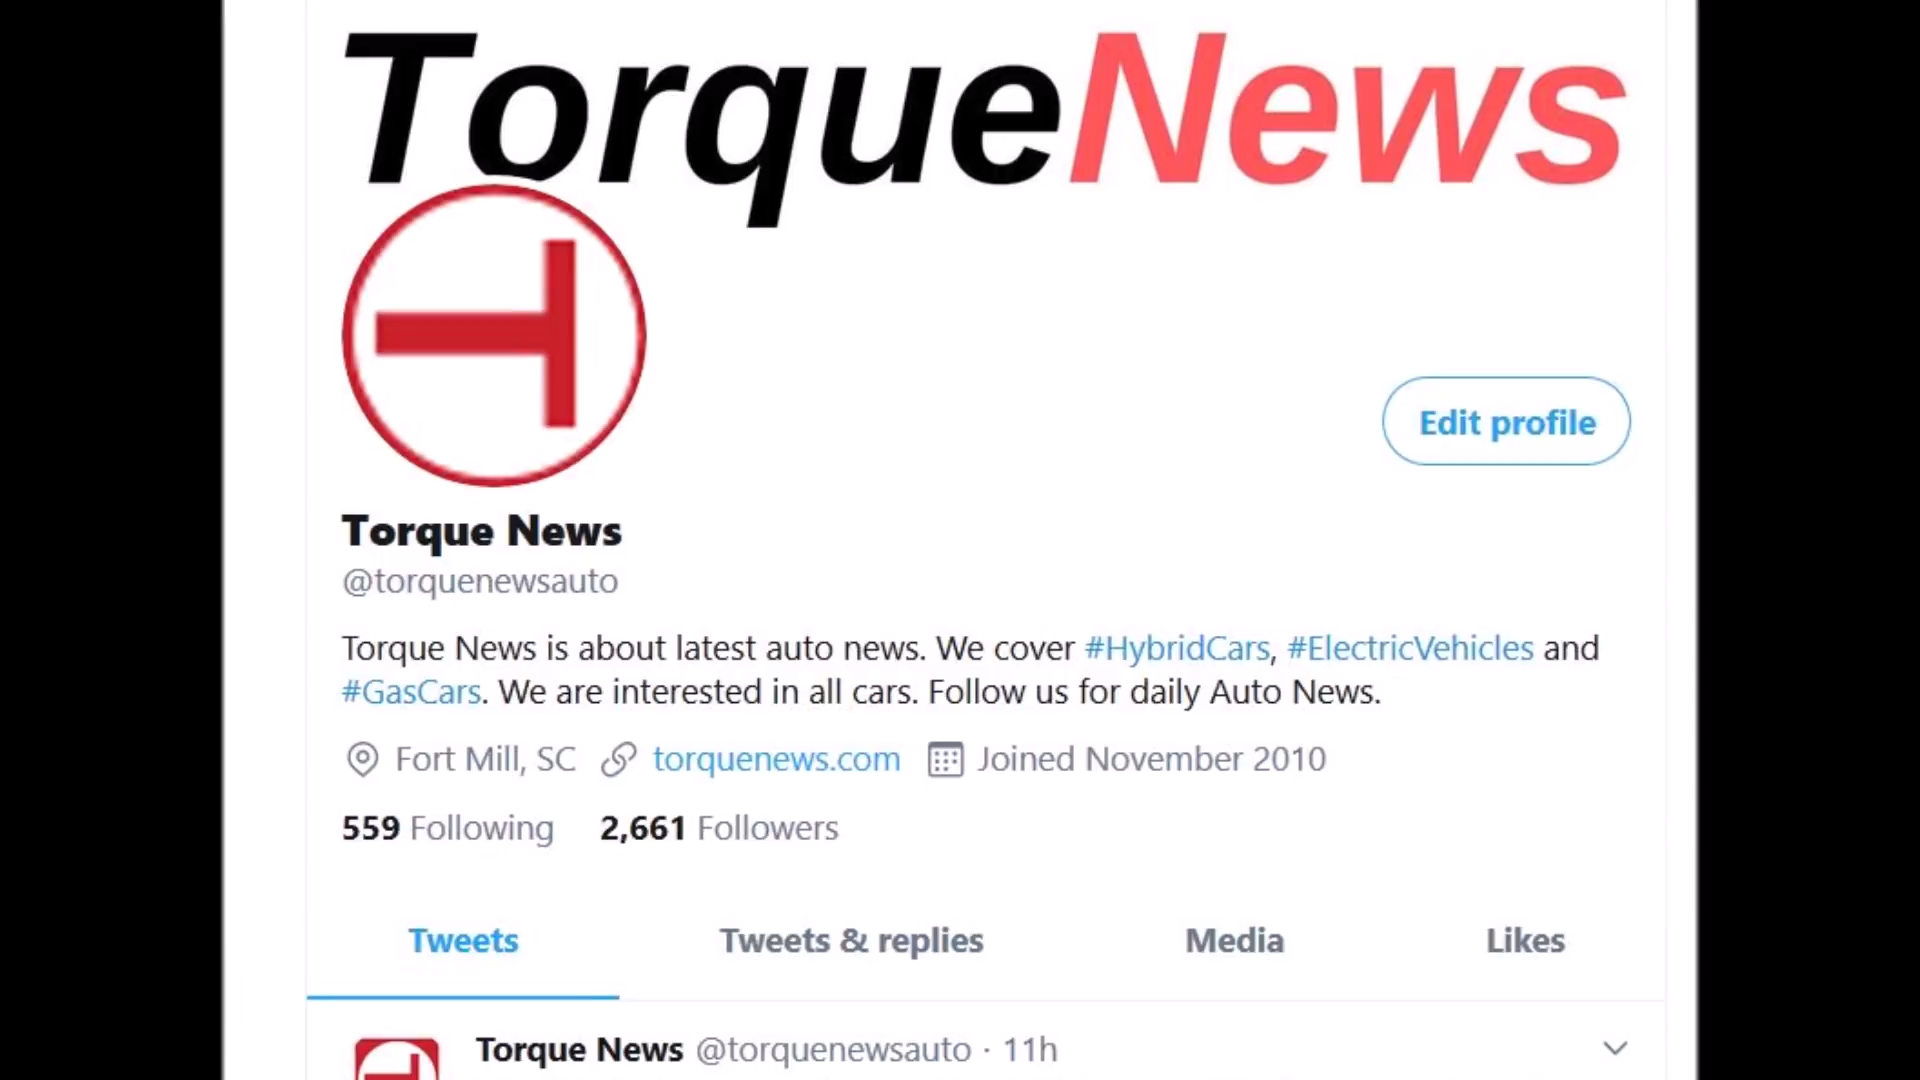 TorqueNews
T
Edit profile
Torque News
@torquenewsauto
Torque News is about latest auto news. We cover #HybridCars, #ElectricVehicles and
#GasCars. We are interested in all cars. Follow us for daily Auto News.
Fort Mill, SC torquenews.com Joined November 2010
559 Following 2,661 Followers
Tweets Tweets & replies Media Likes
Torque News @torquenewsauto · 11h